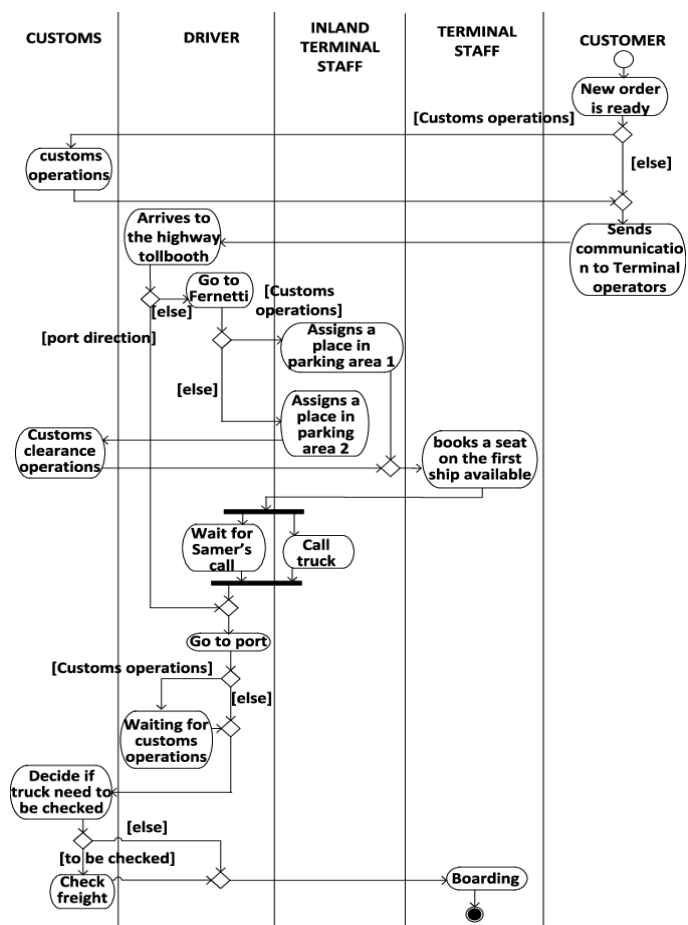 CUSTOMS
DRIVER
INLAND
TERMINAL
STAFF
TERMINAL
STAFF
CUSTOMER
New order
is ready
[Customs operations]
customs
operations
[else]
Arrives to
the highway
tollbooth
Sends
communicatio
n to Terminal
operators
Go to
Fernetti
[else]
[Customs
operations]
[port direction]
Assigns a
place in
parking area 1
[else]
Assigns a
place in
parking
area 2
Customs
clearance
operations
books a seat
on the first
ship available
Wait for
Samer's
call
Call
truck
Go to port
[Customs operations]
[else]
Waiting for
customs
operations
Decide if
truck need to
be checked
[else]
[to be checked]
Check
freight
Boarding